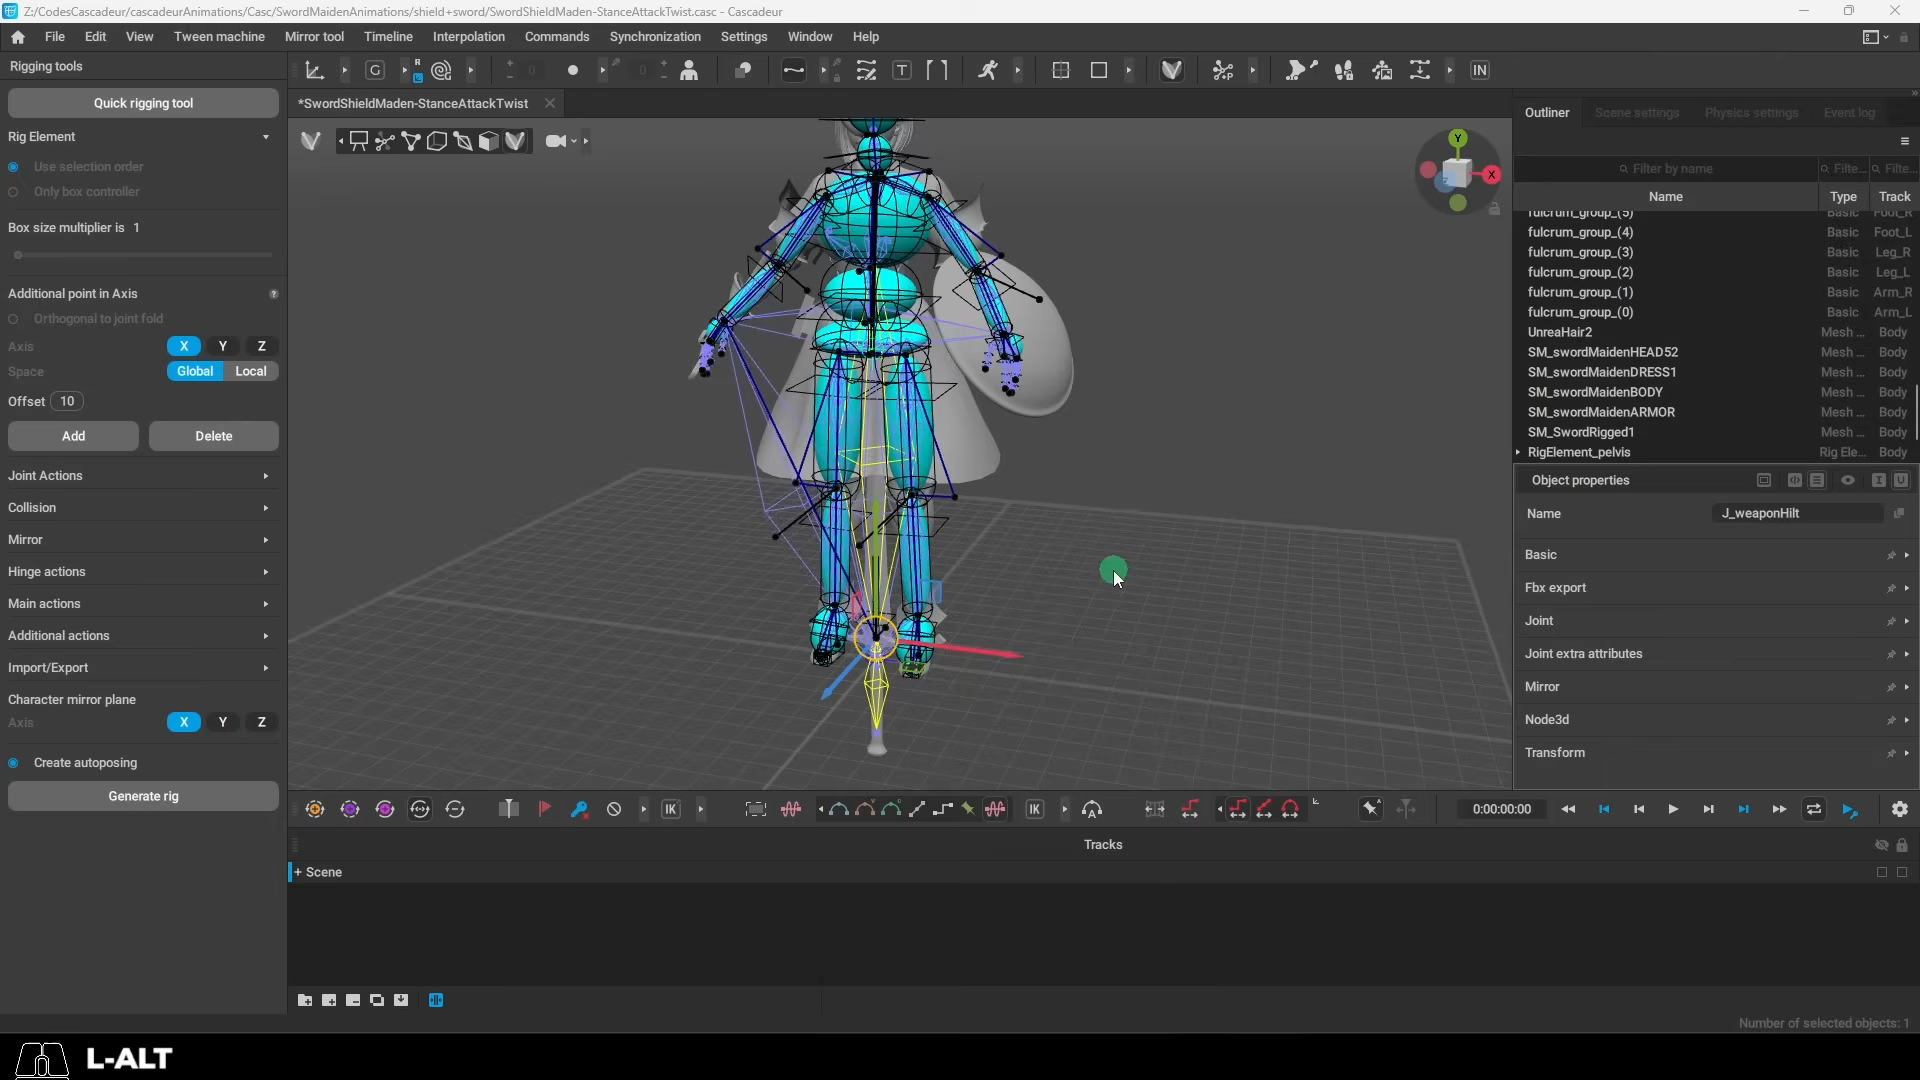 Z:/CodesCascadeur/cascadeurAnimations/Casc/SwordMaidenAnimations/shield+sword/SwordShieldMaden-StanceAttackTwist.casc - Cascadeur
File Edit View Tween machine Mirror tool Timeline Interpolation Commands Synchronization Settings Window Help
Rigging tools
Quick rigging tool
Rig Element
Use selection order
Only box controller
Box size multiplier is 1
Additional point in Axis
Orthogonal to joint fold
Axis X Y Z
Space Global Local
Offset 10
Add Delete
Joint Actions
Collision
Mirror
Hinge actions
Main actions
Additional actions
Import/Export
Character mirror plane
Axis X Y Z
Create autoposing
Generate rig
*SwordShieldMaden-StanceAttackTwist
Y
X
Outliner Scene settings Physics settings Event log
Filter by name Filte... Filte...
Name Type Track
fulcrum_group_(5) Basic Foot_R
fulcrum_group_(4) Basic Foot_L
fulcrum_group_(3) Basic Leg_R
fulcrum_group_(2) Basic Leg_L
fulcrum_group_(1) Basic Arm_R
fulcrum_group_(0) Basic Arm_L
UnreaHair2 Mesh ... Body
SM_swordMaidenHEAD52 Mesh ... Body
SM_swordMaidenDRESS1 Mesh ... Body
SM_swordMaidenBODY Mesh ... Body
SM_swordMaidenARMOR Mesh ... Body
SM_SwordRigged1 Mesh ... Body
RigElement_pelvis Rig Ele... Body
Object properties
Name J_weaponHilt
Basic
Fbx export
Joint
Joint extra attributes
Mirror
Node3d
Transform
IK IK 0:00:00:00
Tracks
+ Scene
Number of selected objects: 1
L-ALT